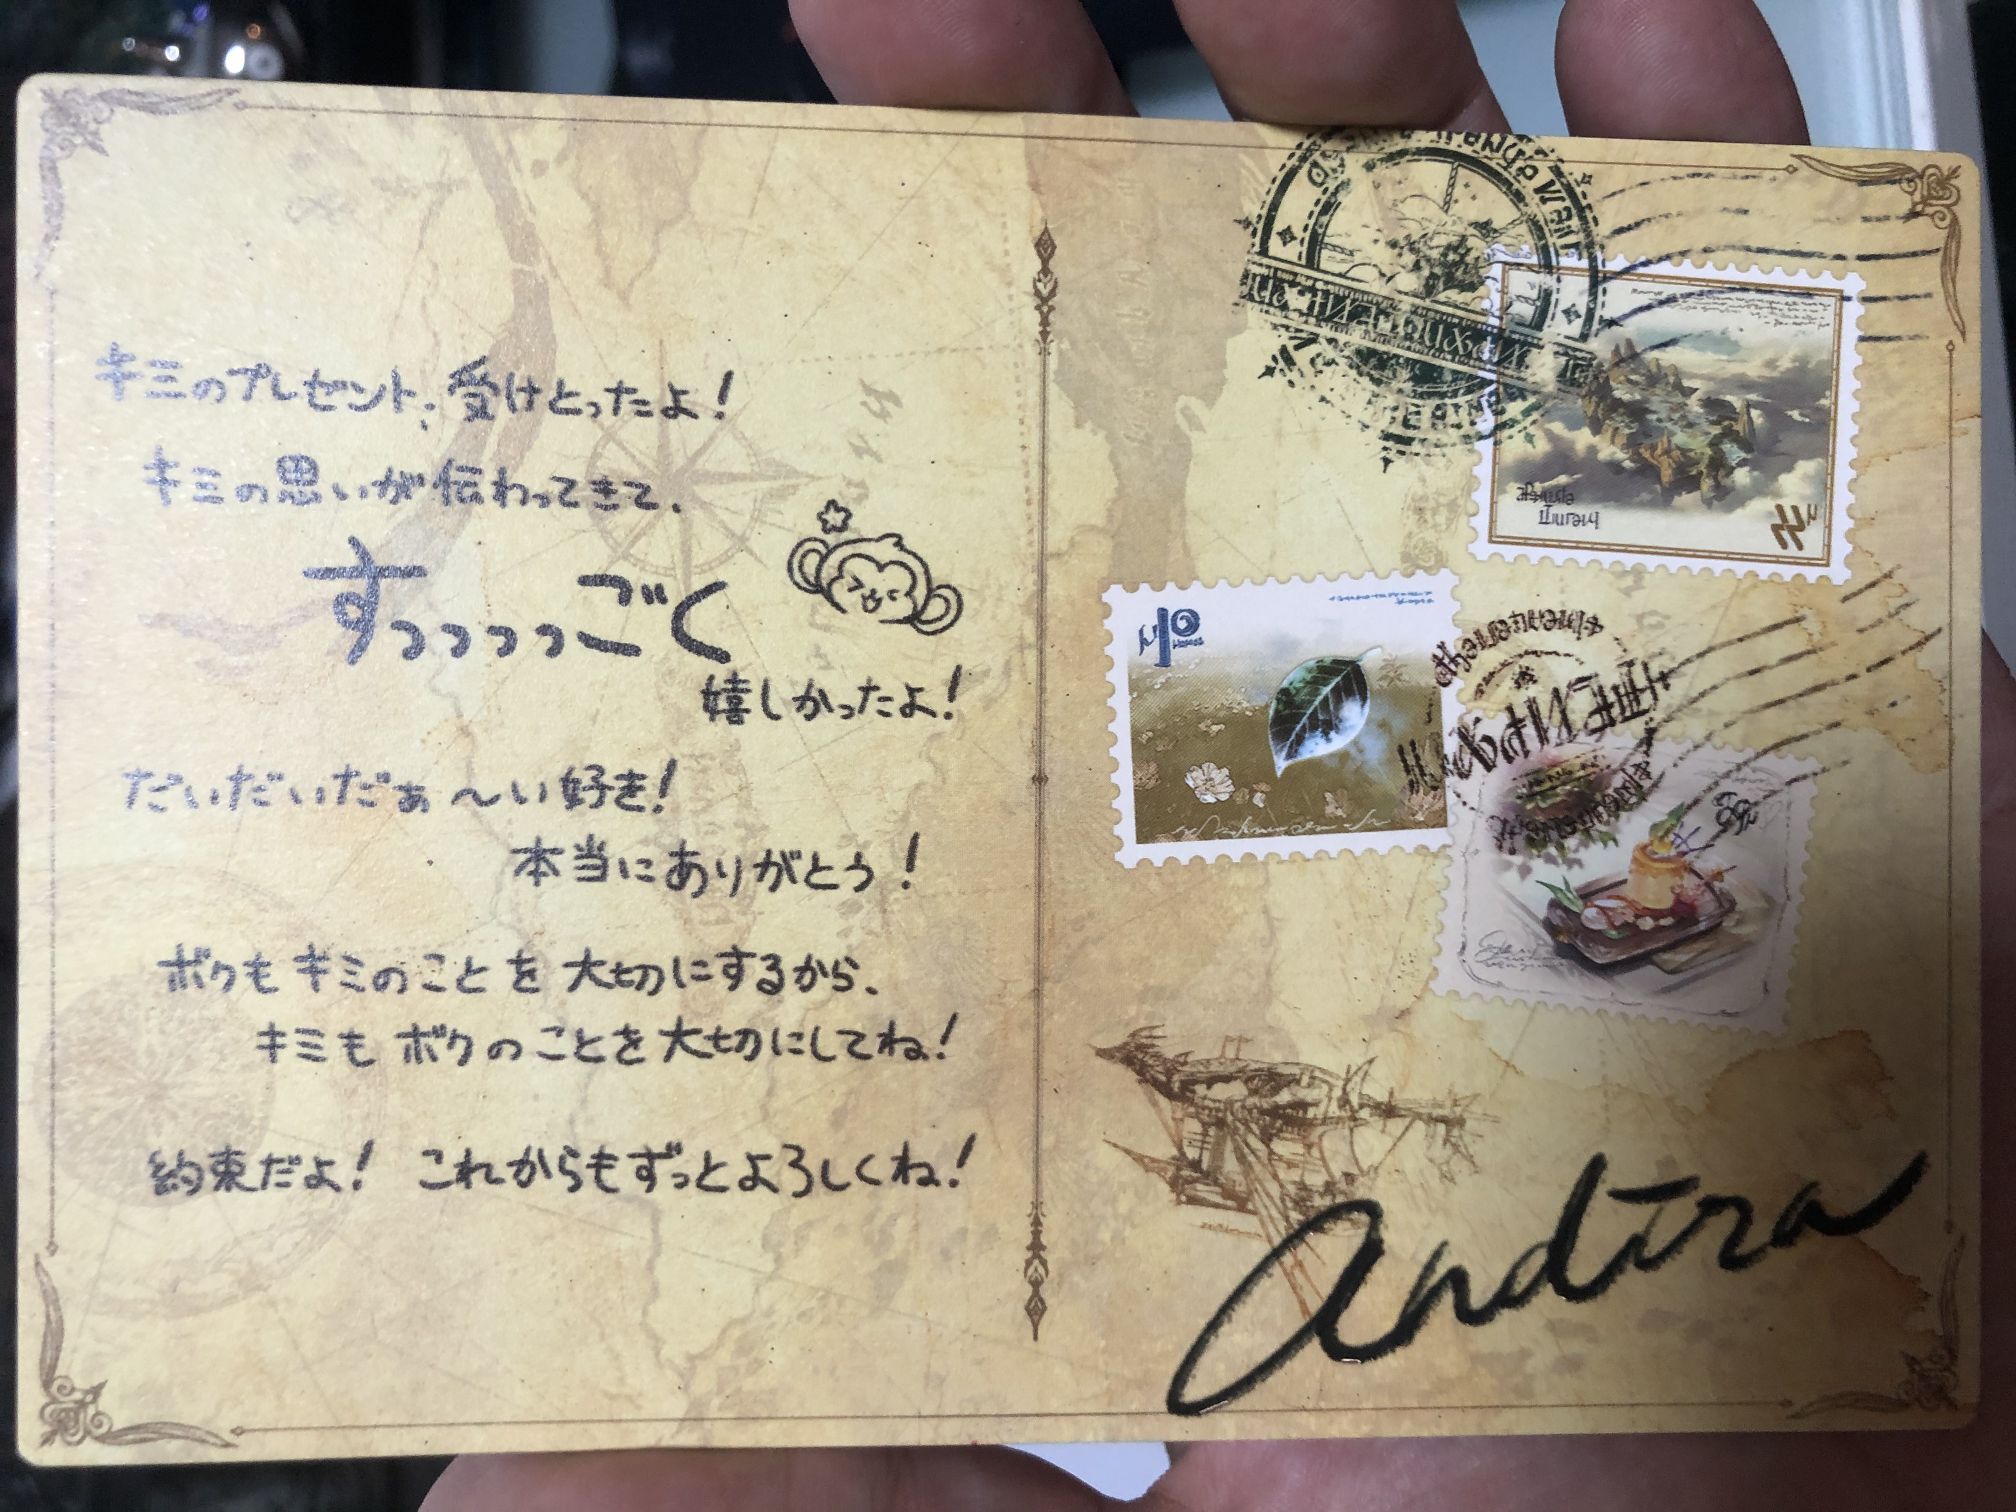 キミのプレゼント、受けとったよ!
キミの思いが伝わってきて、
すっっっっごく
嬉しかったよ!
だいだいだぁ〜い好き!
本当にありがとう!
ボクもキミのことを大切にするから、
キミもボクのことを大切にしてね!
約束だよ! これからもずっとよろしくね!
Andira